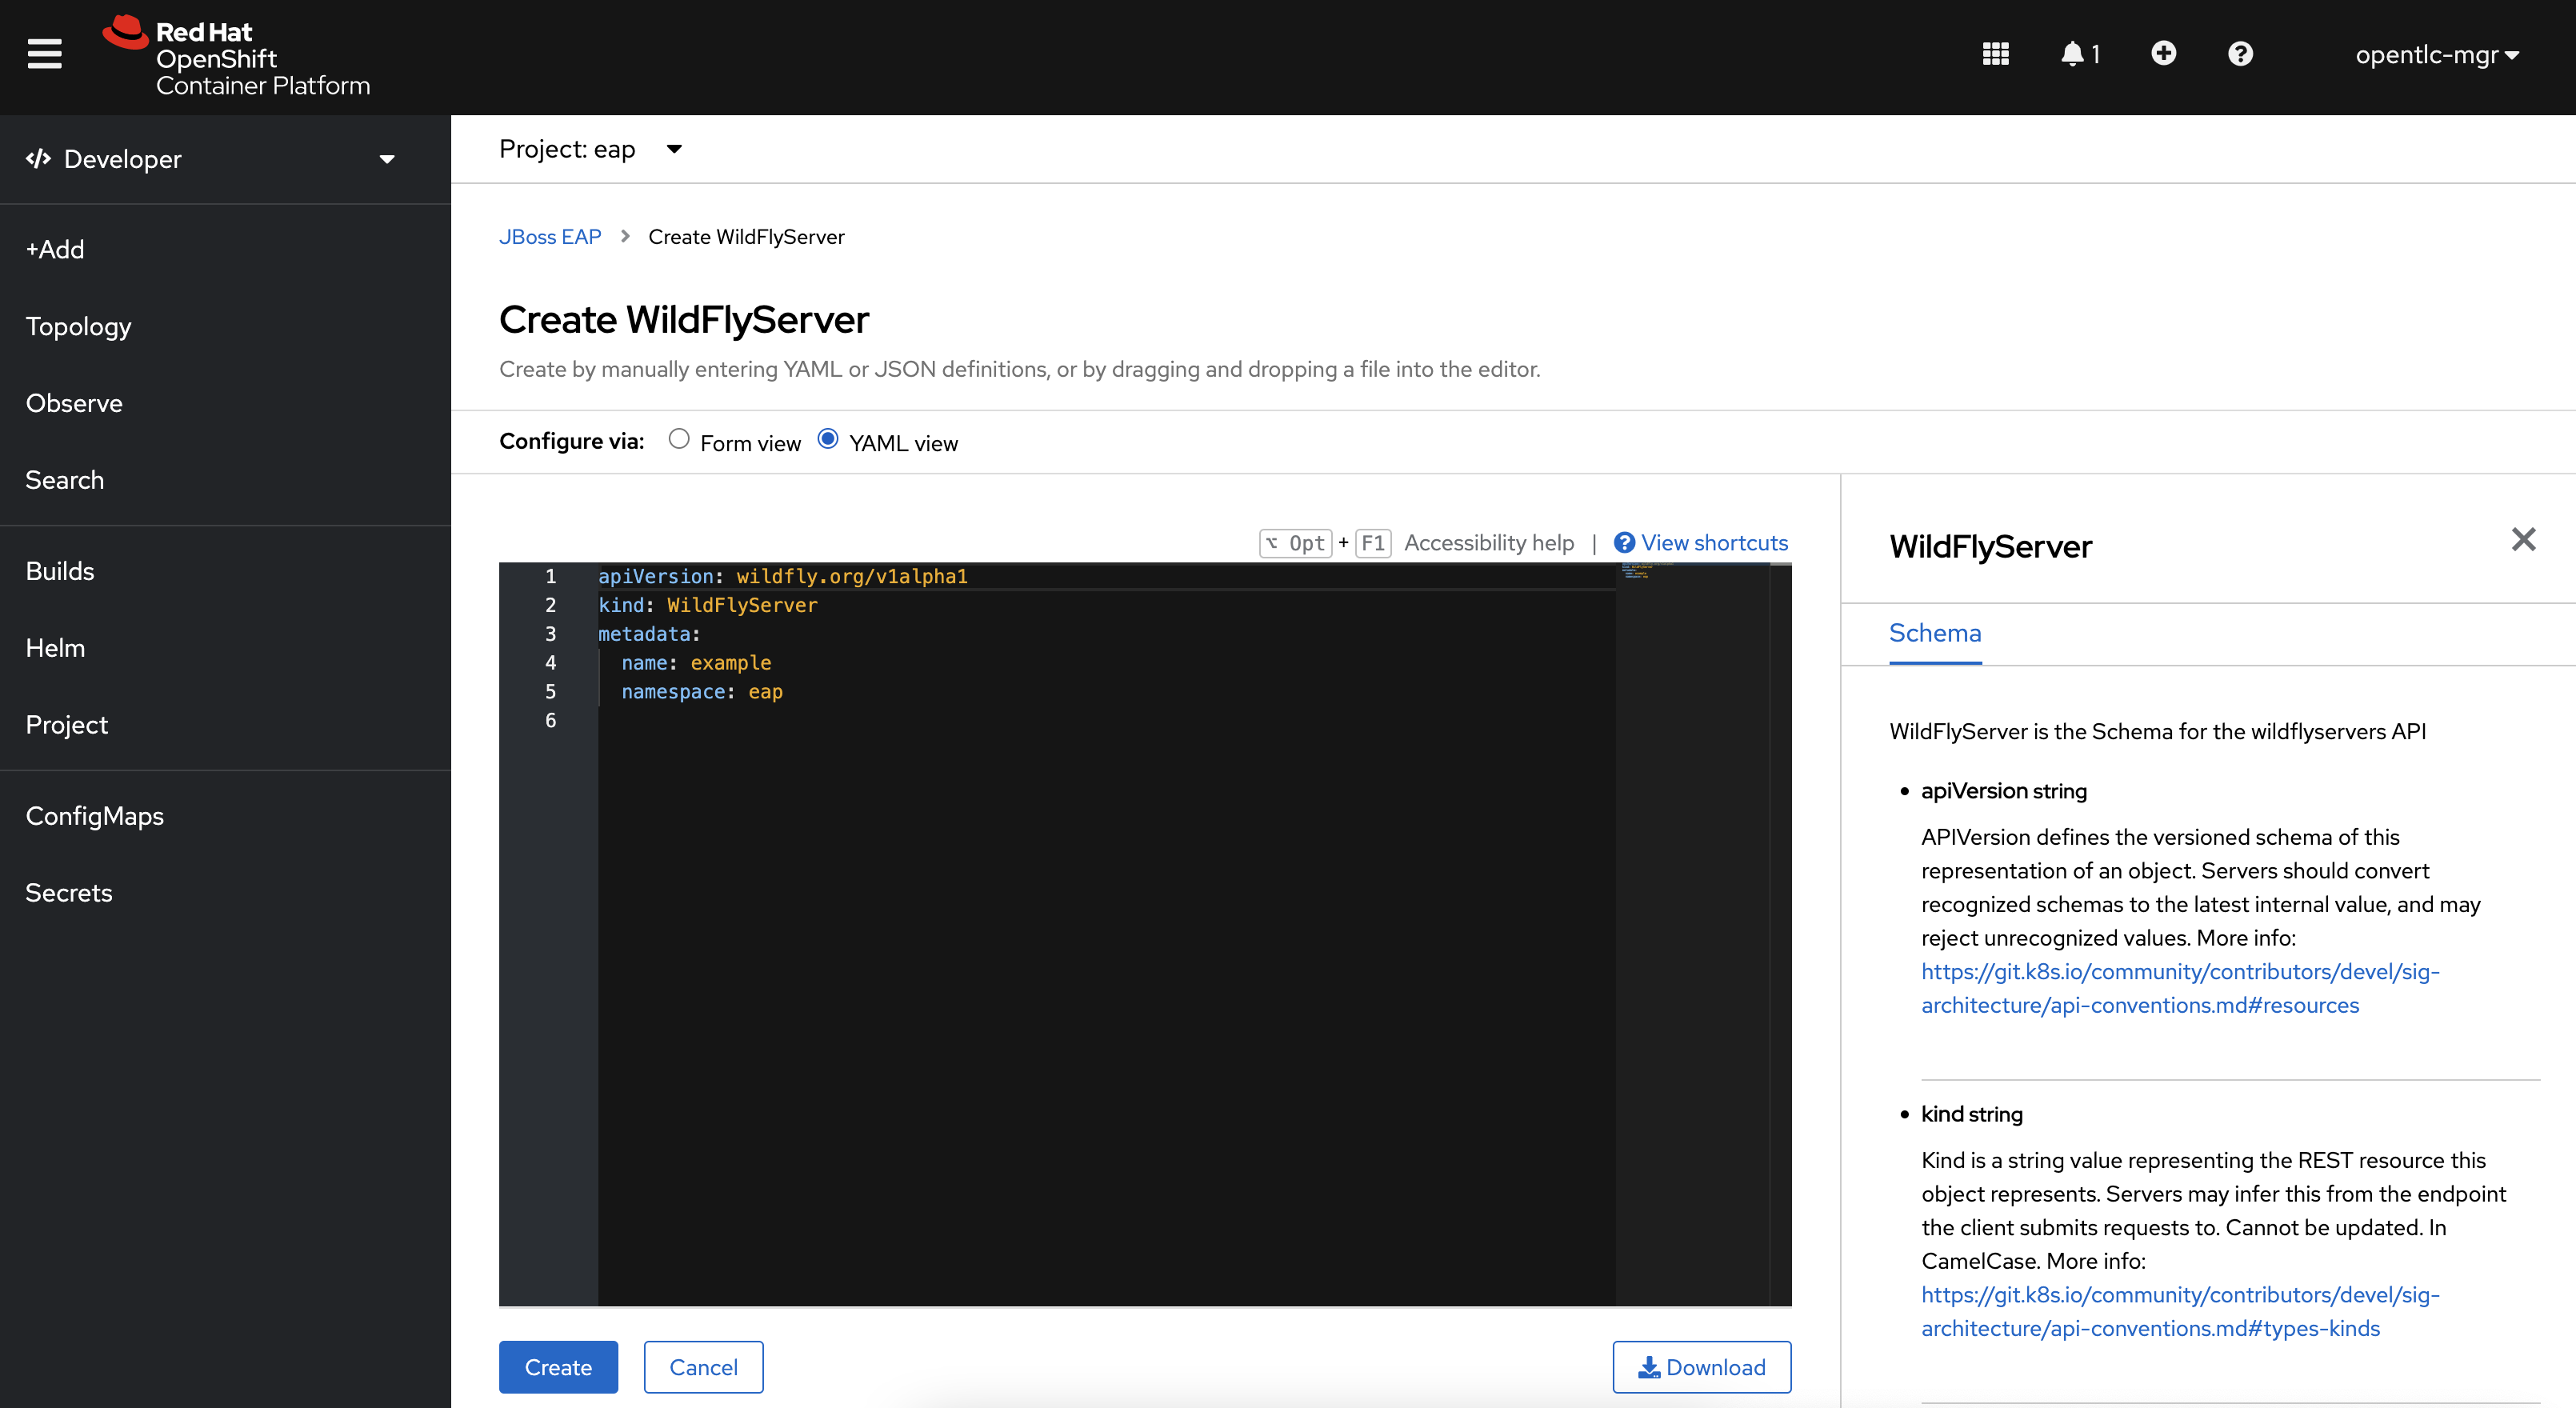 Red Hat
OpenShift
Container Platform
1
opentlc-mgr
Developer
+Add
Topology
Observe
Search
Builds
Helm
Project
ConfigMaps
Secrets
Project: eap
JBoss EAP > Create WildFlyServer
Create WildFlyServer
Create by manually entering YAML or JSON definitions, or by dragging and dropping a file into the editor.
Configure via: Form view YAML view
⌥ Opt + F1 Accessibility help | View shortcuts
1 apiVersion: wildfly.org/v1alpha1
2 kind: WildFlyServer
3 metadata:
4 name: example
5 namespace: eap
6
Create Cancel Download
WildFlyServer
Schema
WildFlyServer is the Schema for the wildflyservers API
• apiVersion string
APIVersion defines the versioned schema of this
representation of an object. Servers should convert
recognized schemas to the latest internal value, and may
reject unrecognized values. More info:
https://git.k8s.io/community/contributors/devel/sig-
architecture/api-conventions.md#resources
• kind string
Kind is a string value representing the REST resource this
object represents. Servers may infer this from the endpoint
the client submits requests to. Cannot be updated. In
CamelCase. More info:
https://git.k8s.io/community/contributors/devel/sig-
architecture/api-conventions.md#types-kinds